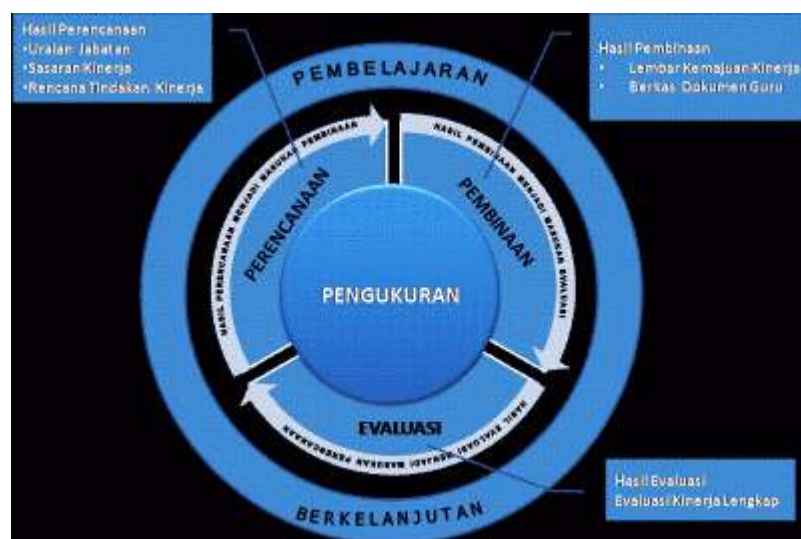 Hasil Perencanaan
•Uraian Jabatan
•Sasaran Kinerja
•Rencana Tindakan Kinerja
Hasil Pembinaan
• Lembar Kemajuan Kinerja
• Berkas Dokumen Guru
PEMBELAJARAN
HASIL PERENCANAAN MENJADI MASUKAN PEMBINAAN
HASIL PEMBINAAN MENJADI MASUKAN EVALUASI
PERENCANAAN
PEMBINAAN
PENGUKURAN
EVALUASI
HASIL EVALUASI MENJADI MASUKAN PERENCANAAN
Hasil Evaluasi
Evaluasi Kinerja Lengkap
BERKELANJUTAN